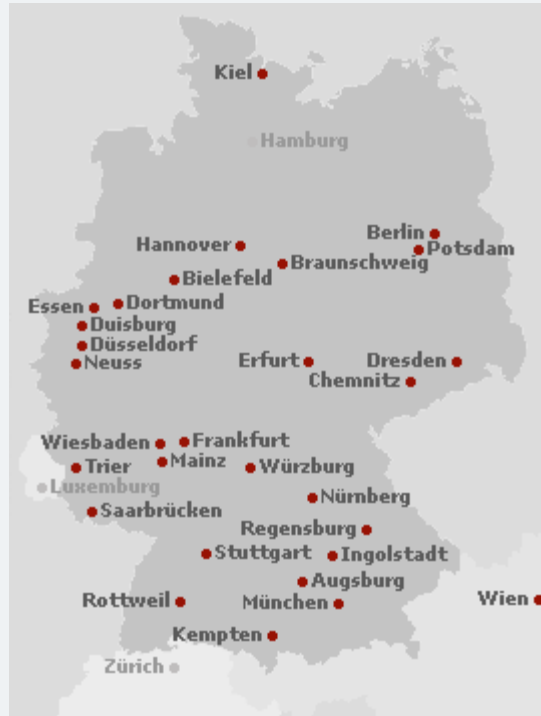 Kiel
Hamburg
Berlin
Hannover
Potsdam
Braunschweig
Bielefeld
Essen
Dortmund
Duisburg
Düsseldorf
Neuss
Erfurt
Dresden
Chemnitz
Wiesbaden
Frankfurt
Mainz
Trier
Würzburg
Luxemburg
Nürnberg
Saarbrücken
Regensburg
Stuttgart
Ingolstadt
Augsburg
Rottweil
München
Wien
Kempten
Zürich